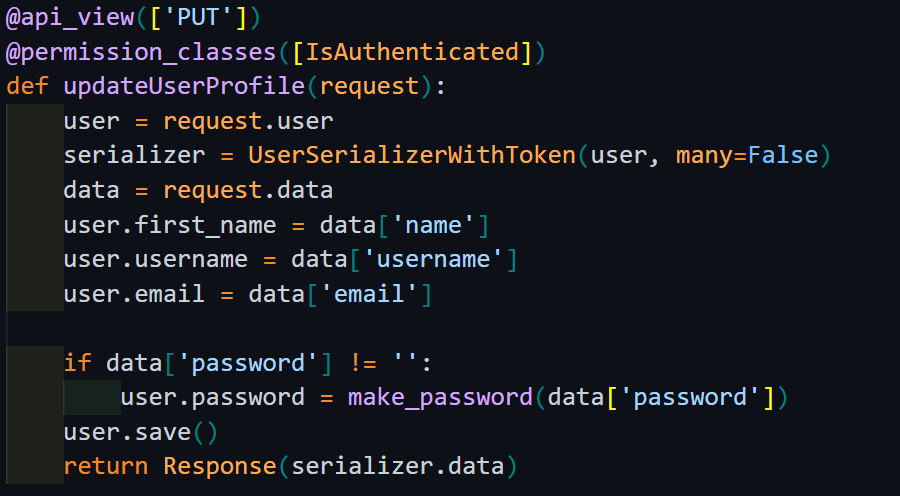 @api_view(['PUT'])
@permission_classes([IsAuthenticated])
def updateUserProfile(request):
    user = request.user
    serializer = UserSerializerWithToken(user, many=False)
    data = request.data
    user.first_name = data['name']
    user.username = data['username']
    user.email = data['email']

    if data['password'] != '':
        user.password = make_password(data['password'])
    user.save()
    return Response(serializer.data)